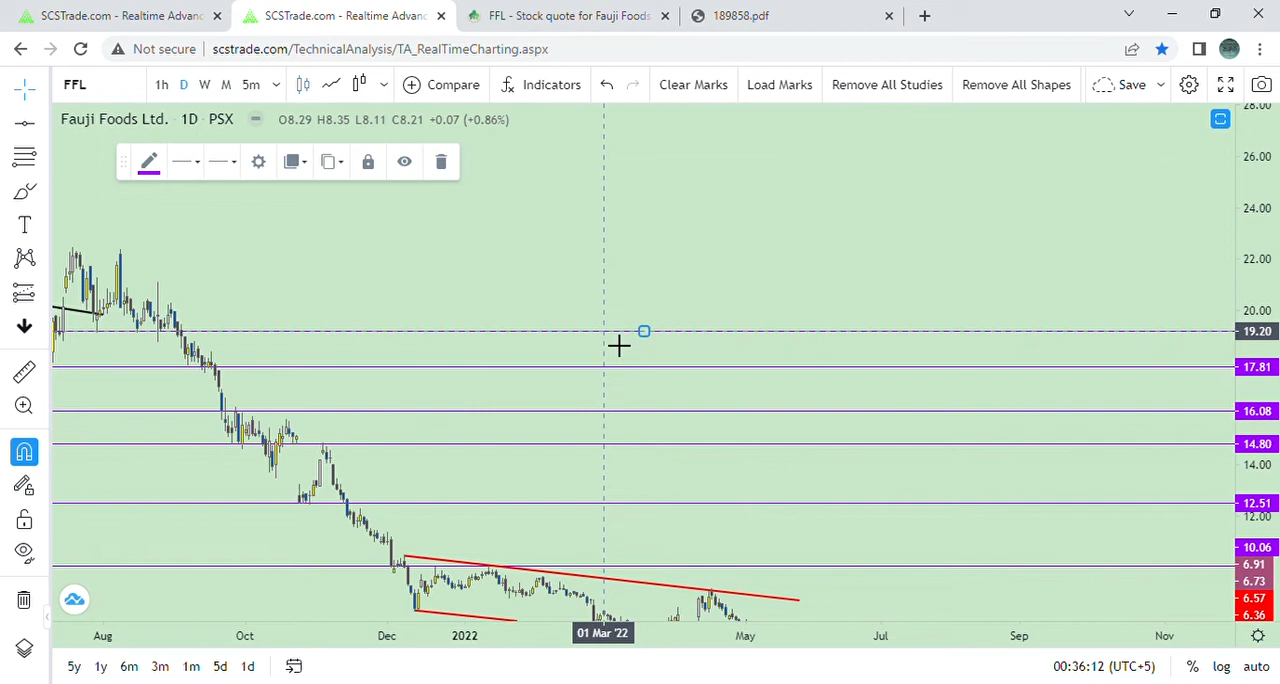 SCSTrade.com - Realtime Advanc
SCSTrade.com - Realtime Advanc
FFL - Stock quote for Fauji Foods
189858.pdf
Not secure
scstrade.com/TechnicalAnalysis/TA_RealTimeCharting.aspx
FFL 1h D W M 5m Compare Indicators Clear Marks Load Marks Remove All Studies Remove All Shapes Save
Fauji Foods Ltd. · 1D · PSX O8.29 H8.35 L8.11 C8.21 +0.07 (+0.86%)
28.00
26.00
24.00
22.00
20.00
19.20
17.81
16.08
14.80
14.00
12.51
12.00
10.06
6.91
6.73
6.57
6.36
Aug Oct Dec 2022 01 Mar '22 May Jul Sep Nov
5y 1y 6m 3m 1m 5d 1d 00:36:12 (UTC+5) % log auto